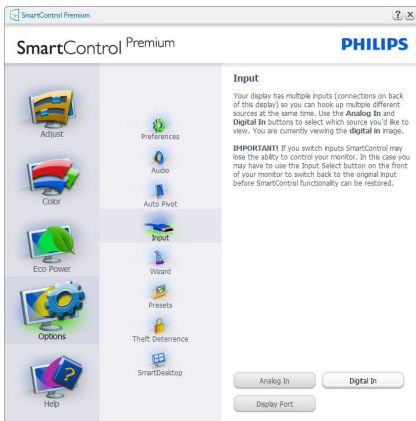 SmartControl Premium
SmartControl Premium
PHILIPS
Adjust
Color
Eco Power
Options
Help
Preferences
Audio
Auto Pivot
Input
Wizard
Presets
Theft Deterrence
SmartDesktop
Input
Your display has multiple inputs (connections on back
of this display) so you can hook up multiple different
sources at the same time. Use the Analog In and
Digital In buttons to select which source you'd like to
view. You are currently viewing the digital in image.
IMPORTANT! If you switch inputs SmartControl may
lose the ability to control your monitor. In this case you
may have to use the Input Select button on the front
of your monitor to switch back to the original input
before SmartControl functionality can be restored.
Analog In
Digital In
Display Port